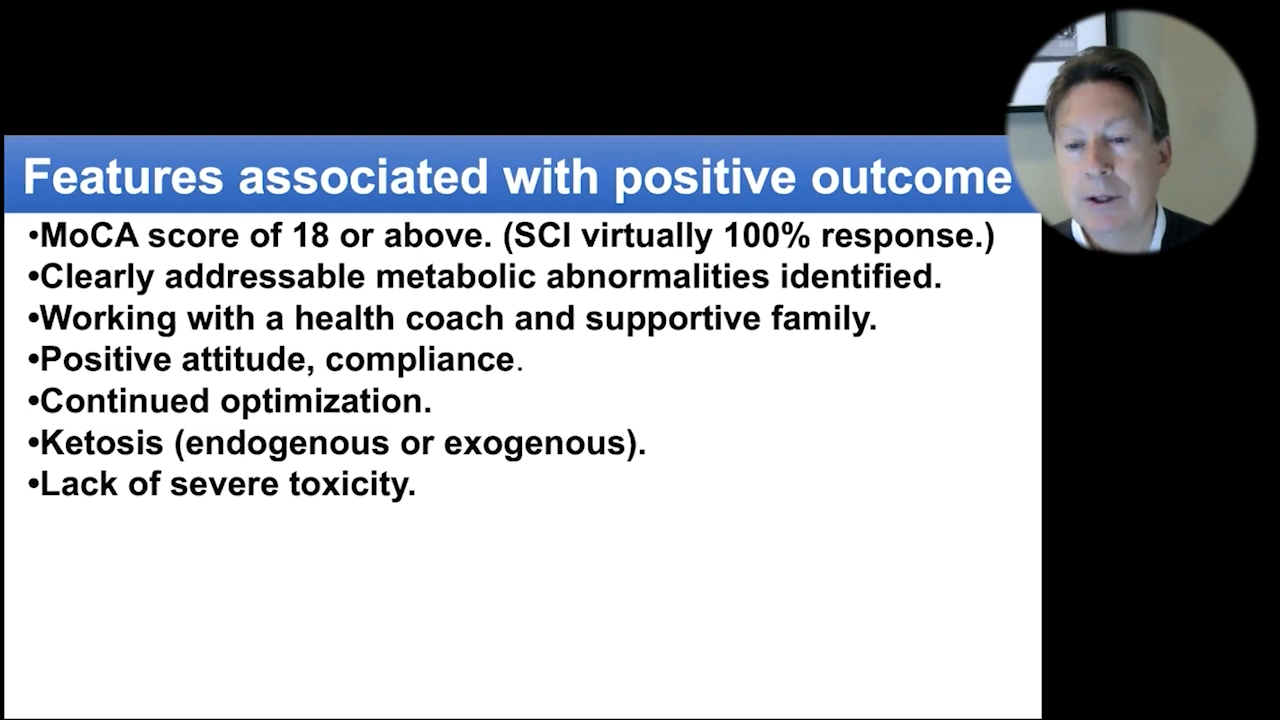 Features associated with positive outcome
•MoCA score of 18 or above. (SCI virtually 100% response.)
•Clearly addressable metabolic abnormalities identified.
•Working with a health coach and supportive family.
•Positive attitude, compliance.
•Continued optimization.
•Ketosis (endogenous or exogenous).
•Lack of severe toxicity.